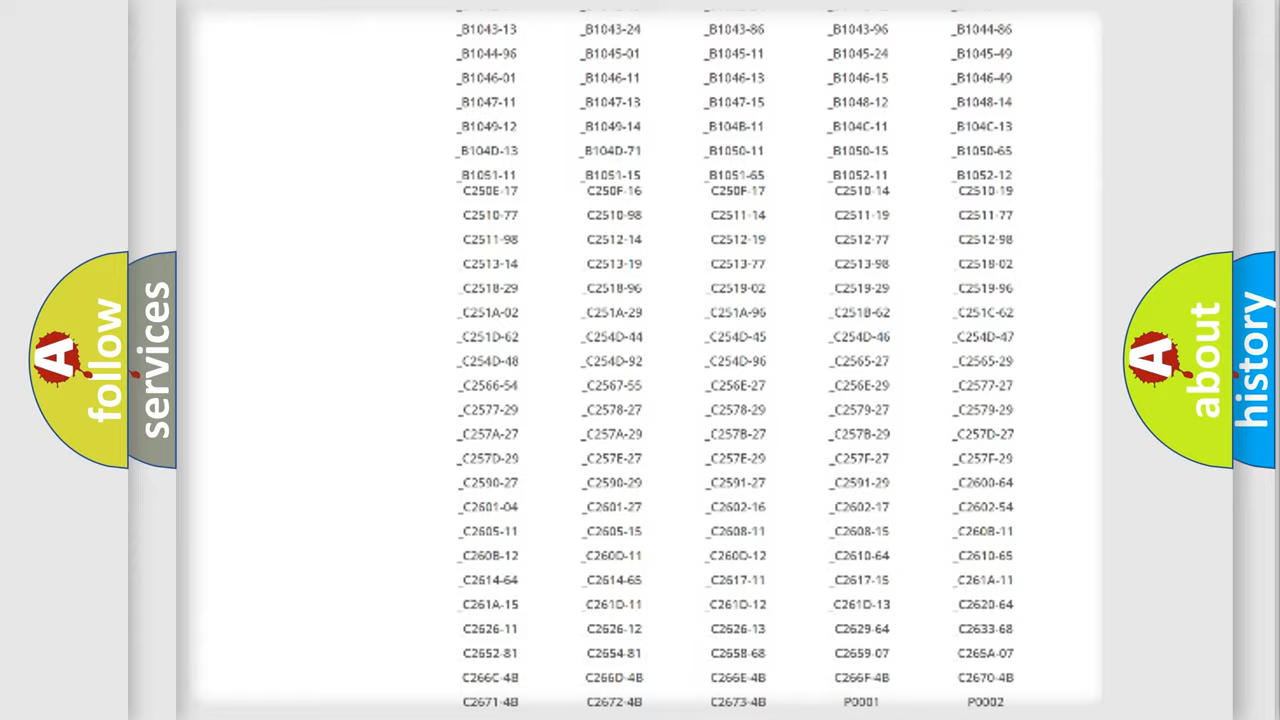 _B1043-13 _B1043-24 _B1043-86 _B1043-96 _B1044-86
_B1044-96 _B1045-01 _B1045-11 _B1045-24 _B1045-49
_B1046-01 _B1046-11 _B1046-13 _B1046-15 _B1046-49
_B1047-11 _B1047-13 _B1047-15 _B1048-12 _B1048-14
_B1049-12 _B1049-14 _B104B-11 _B104C-11 _B104C-13
_B104D-13 _B104D-71 _B1050-11 _B1050-15 _B1050-65
_B1051-11 _B1051-15 _B1051-65 _B1052-11 _B1052-12
C250E-17 C250F-16 C250F-17 C2510-14 C2510-19
C2510-77 C2510-98 C2511-14 C2511-19 C2511-77
C2511-98 C2512-14 C2512-19 C2512-77 C2512-98
C2513-14 C2513-19 C2513-77 C2513-98 C2518-02
_C2518-29 _C2518-96 _C2519-02 _C2519-29 _C2519-96
_C251A-02 _C251A-29 _C251A-96 _C251B-62 _C251C-62
_C251D-62 _C254D-44 _C254D-45 _C254D-46 _C254D-47
_C254D-48 _C254D-92 _C254D-96 _C2565-27 _C2565-29
_C2566-54 _C2567-55 _C256E-27 _C256E-29 _C2577-27
_C2577-29 _C2578-27 _C2578-29 _C2579-27 _C2579-29
_C257A-27 _C257A-29 _C257B-27 _C257B-29 _C257D-27
_C257D-29 _C257E-27 _C257E-29 _C257F-27 _C257F-29
_C2590-27 _C2590-29 _C2591-27 _C2591-29 _C2600-64
_C2601-04 _C2601-27 _C2602-16 _C2602-17 _C2602-54
_C2605-11 _C2605-15 _C2608-11 _C2608-15 _C260B-11
_C260B-12 _C260D-11 _C260D-12 _C2610-64 _C2610-65
_C2614-64 _C2614-65 _C2617-11 _C2617-15 _C261A-11
_C261A-15 _C261D-11 _C261D-12 _C261D-13 _C2620-64
C2626-11 C2626-12 C2626-13 C2629-64 C2633-68
C2652-81 C2654-81 C2658-68 C2659-07 C265A-07
C266C-4B C266D-4B C266E-4B C266F-4B C2670-4B
C2671-4B C2672-4B C2673-4B P0001 P0002
A follow
services
A about
history